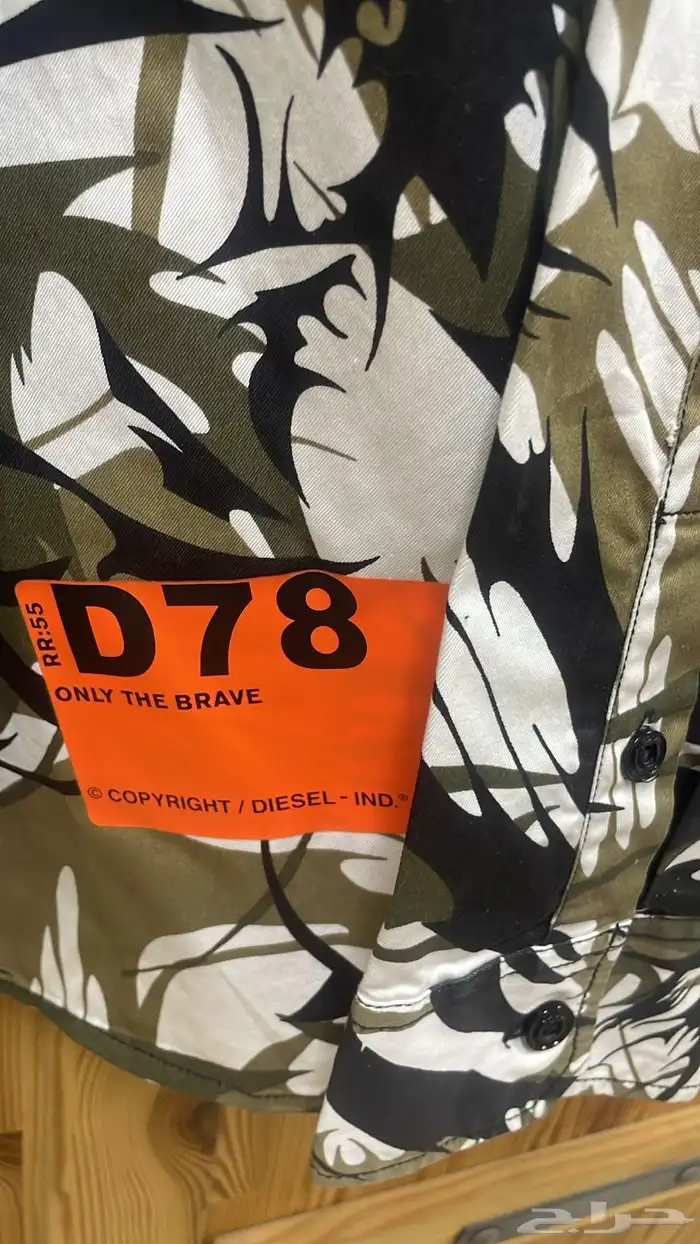 RR:55
D78
ONLY THE BRAVE
© COPYRIGHT / DIESEL - IND.®
حراج